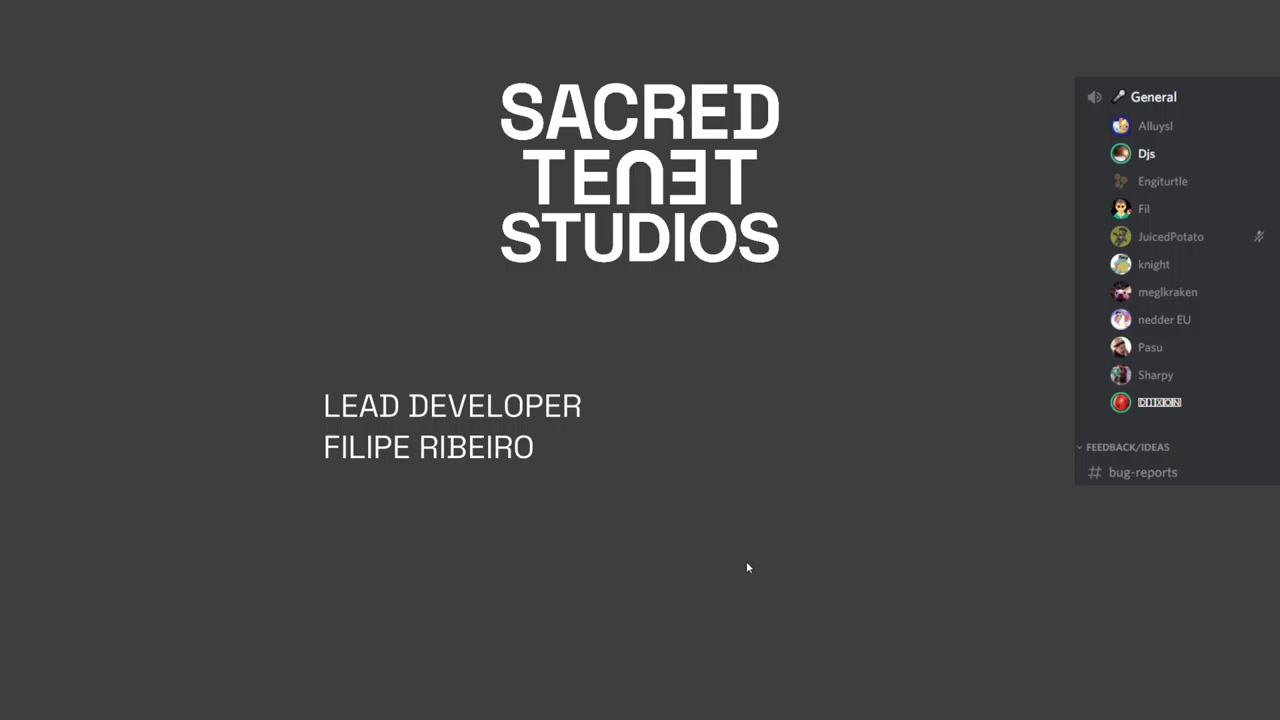 SACRED
TENET
STUDIOS
LEAD DEVELOPER
FILIPE RIBEIRO
General
Alluysl
Djs
Engiturtle
Fil
JuicedPotato
knight
meglkraken
nedder EU
Pasu
Sharpy
FEEDBACK/IDEAS
# bug-reports